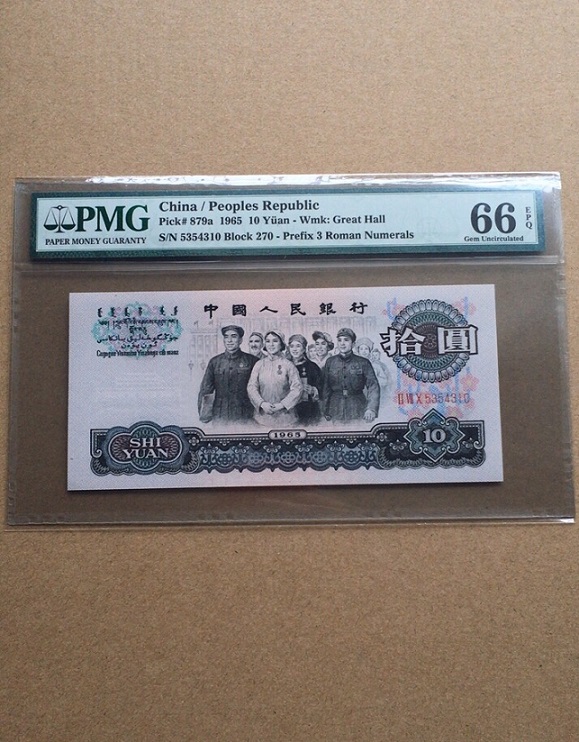 PMG
PAPER MONEY GUARANTY
China / Peoples Republic
Pick# 879a 1965 10 Yüan - Wmk: Great Hall
S/N 5354310 Block 270 - Prefix 3 Roman Numerals
66 EPQ
Gem Uncirculated
中國人民銀行
拾圓
II VII X 5354310
SHI
YUAN
1965
10